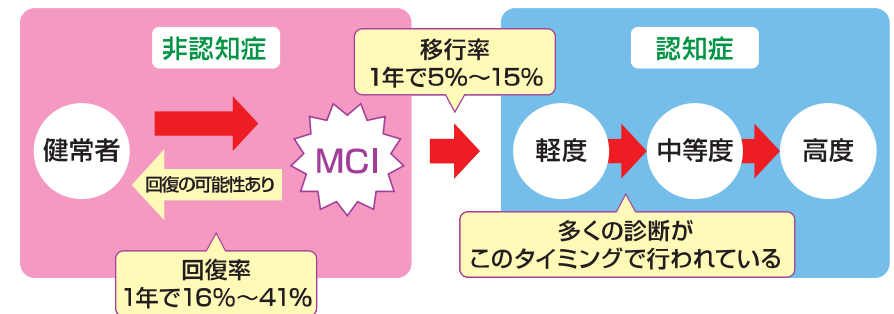 非認知症
移行率
1年で5%〜15%
認知症
健常者
MCI
軽度
中等度
高度
回復の可能性あり
回復率
1年で16%〜41%
多くの診断が
このタイミングで行われている